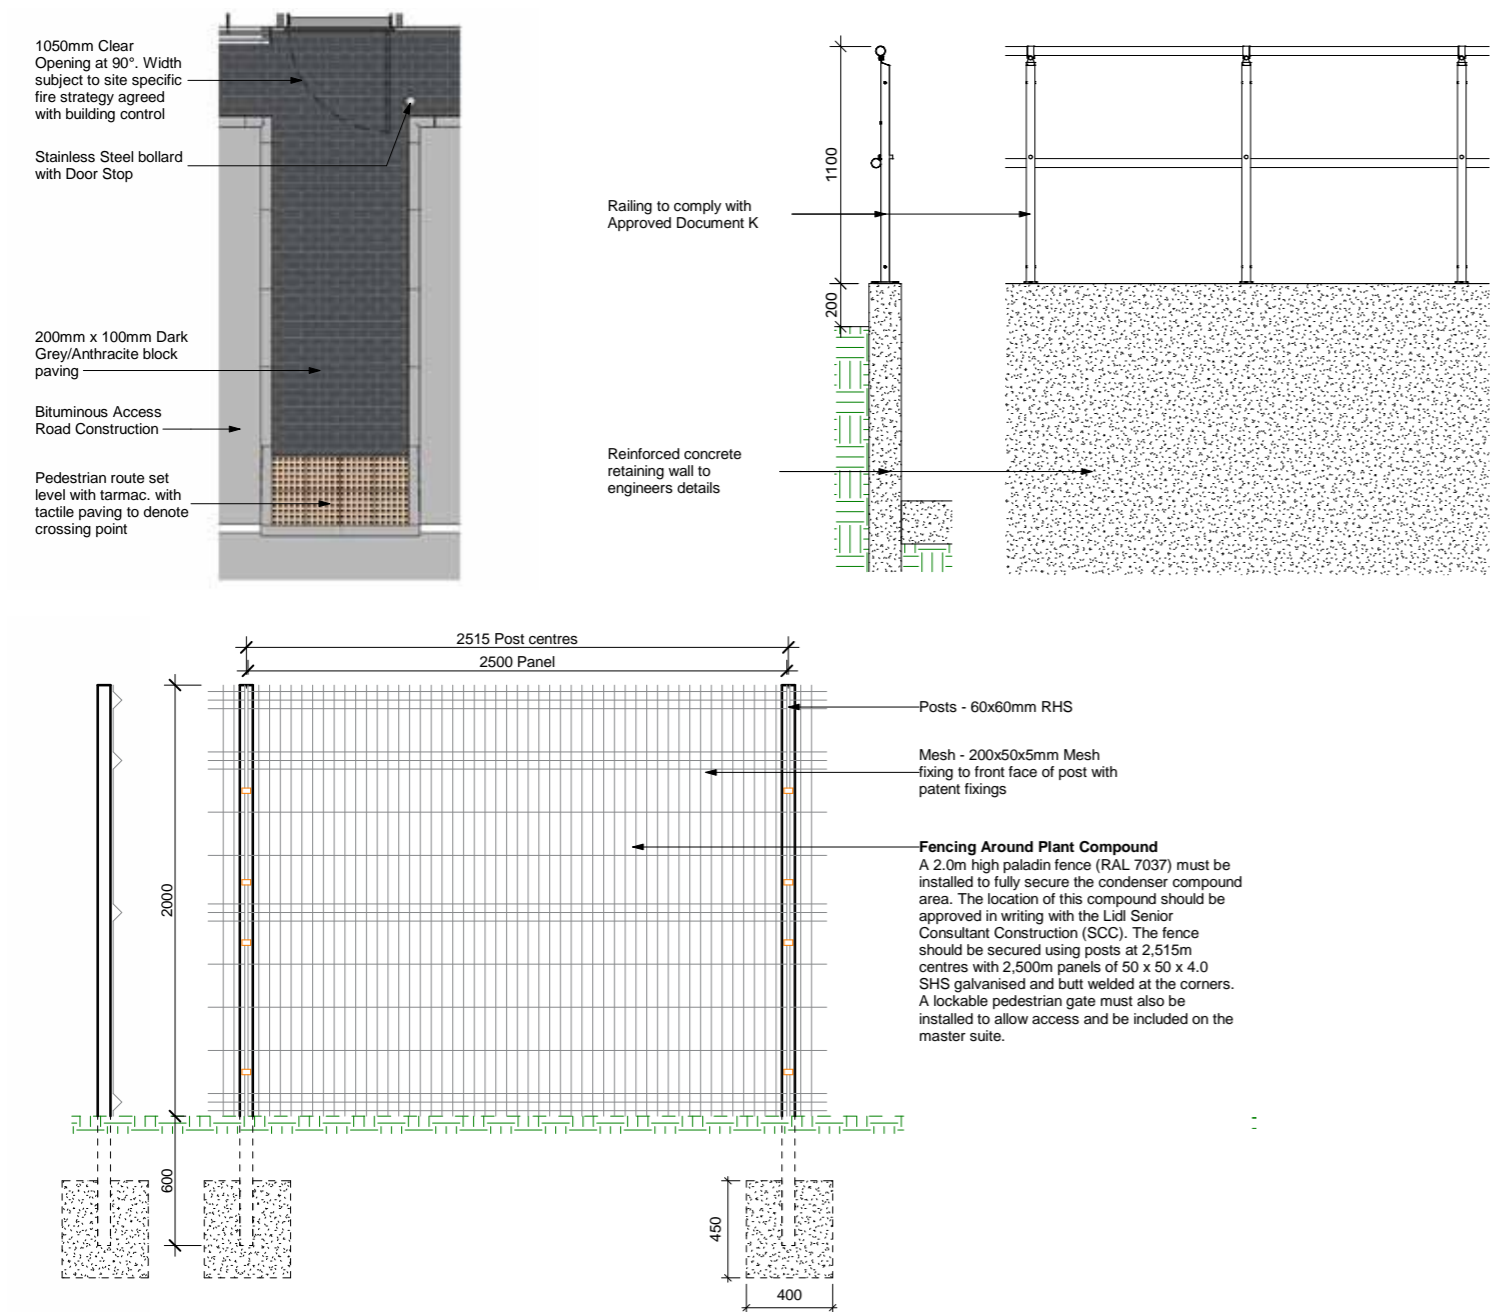 1050mm Clear
Opening at 90°. Width
subject to site specific
fire strategy agreed
with building control
Stainless Steel bollard
with Door Stop
200mm x 100mm Dark
Grey/Anthracite block
paving
Bituminous Access
Road Construction
Pedestrian route set
level with tarmac. with
tactile paving to denote
crossing point
1100
200
Railing to comply with
Approved Document K
Reinforced concrete
retaining wall to
engineers details
2515 Post centres
2500 Panel
2000
600
450
400
Posts - 60x60mm RHS
Mesh - 200x50x5mm Mesh
fixing to front face of post with
patent fixings
Fencing Around Plant Compound
A 2.0m high paladin fence (RAL 7037) must be
installed to fully secure the condenser compound
area. The location of this compound should be
approved in writing with the Lidl Senior
Consultant Construction (SCC). The fence
should be secured using posts at 2,515m
centres with 2,500m panels of 50 x 50 x 4.0
SHS galvanised and butt welded at the corners.
A lockable pedestrian gate must also be
installed to allow access and be included on the
master suite.